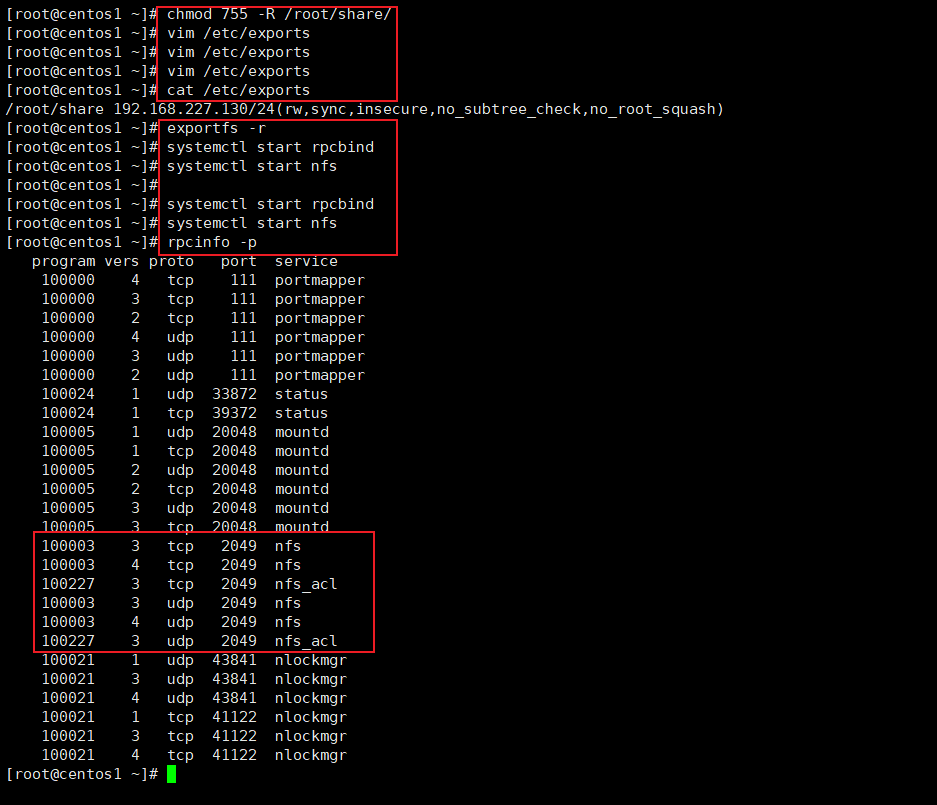 [root@centos1 ~]# chmod 755 -R /root/share/
[root@centos1 ~]# vim /etc/exports
[root@centos1 ~]# vim /etc/exports
[root@centos1 ~]# vim /etc/exports
[root@centos1 ~]# cat /etc/exports
/root/share 192.168.227.130/24(rw,sync,insecure,no_subtree_check,no_root_squash)
[root@centos1 ~]# exportfs -r
[root@centos1 ~]# systemctl start rpcbind
[root@centos1 ~]# systemctl start nfs
[root@centos1 ~]#
[root@centos1 ~]# systemctl start rpcbind
[root@centos1 ~]# systemctl start nfs
[root@centos1 ~]# rpcinfo -p
   program vers proto   port  service
    100000    4   tcp    111  portmapper
    100000    3   tcp    111  portmapper
    100000    2   tcp    111  portmapper
    100000    4   udp    111  portmapper
    100000    3   udp    111  portmapper
    100000    2   udp    111  portmapper
    100024    1   udp  33872  status
    100024    1   tcp  39372  status
    100005    1   udp  20048  mountd
    100005    1   tcp  20048  mountd
    100005    2   udp  20048  mountd
    100005    2   tcp  20048  mountd
    100005    3   udp  20048  mountd
    100005    3   tcp  20048  mountd
    100003    3   tcp   2049  nfs
    100003    4   tcp   2049  nfs
    100227    3   tcp   2049  nfs_acl
    100003    3   udp   2049  nfs
    100003    4   udp   2049  nfs
    100227    3   udp   2049  nfs_acl
    100021    1   udp  43841  nlockmgr
    100021    3   udp  43841  nlockmgr
    100021    4   udp  43841  nlockmgr
    100021    1   tcp  41122  nlockmgr
    100021    3   tcp  41122  nlockmgr
    100021    4   tcp  41122  nlockmgr
[root@centos1 ~]#